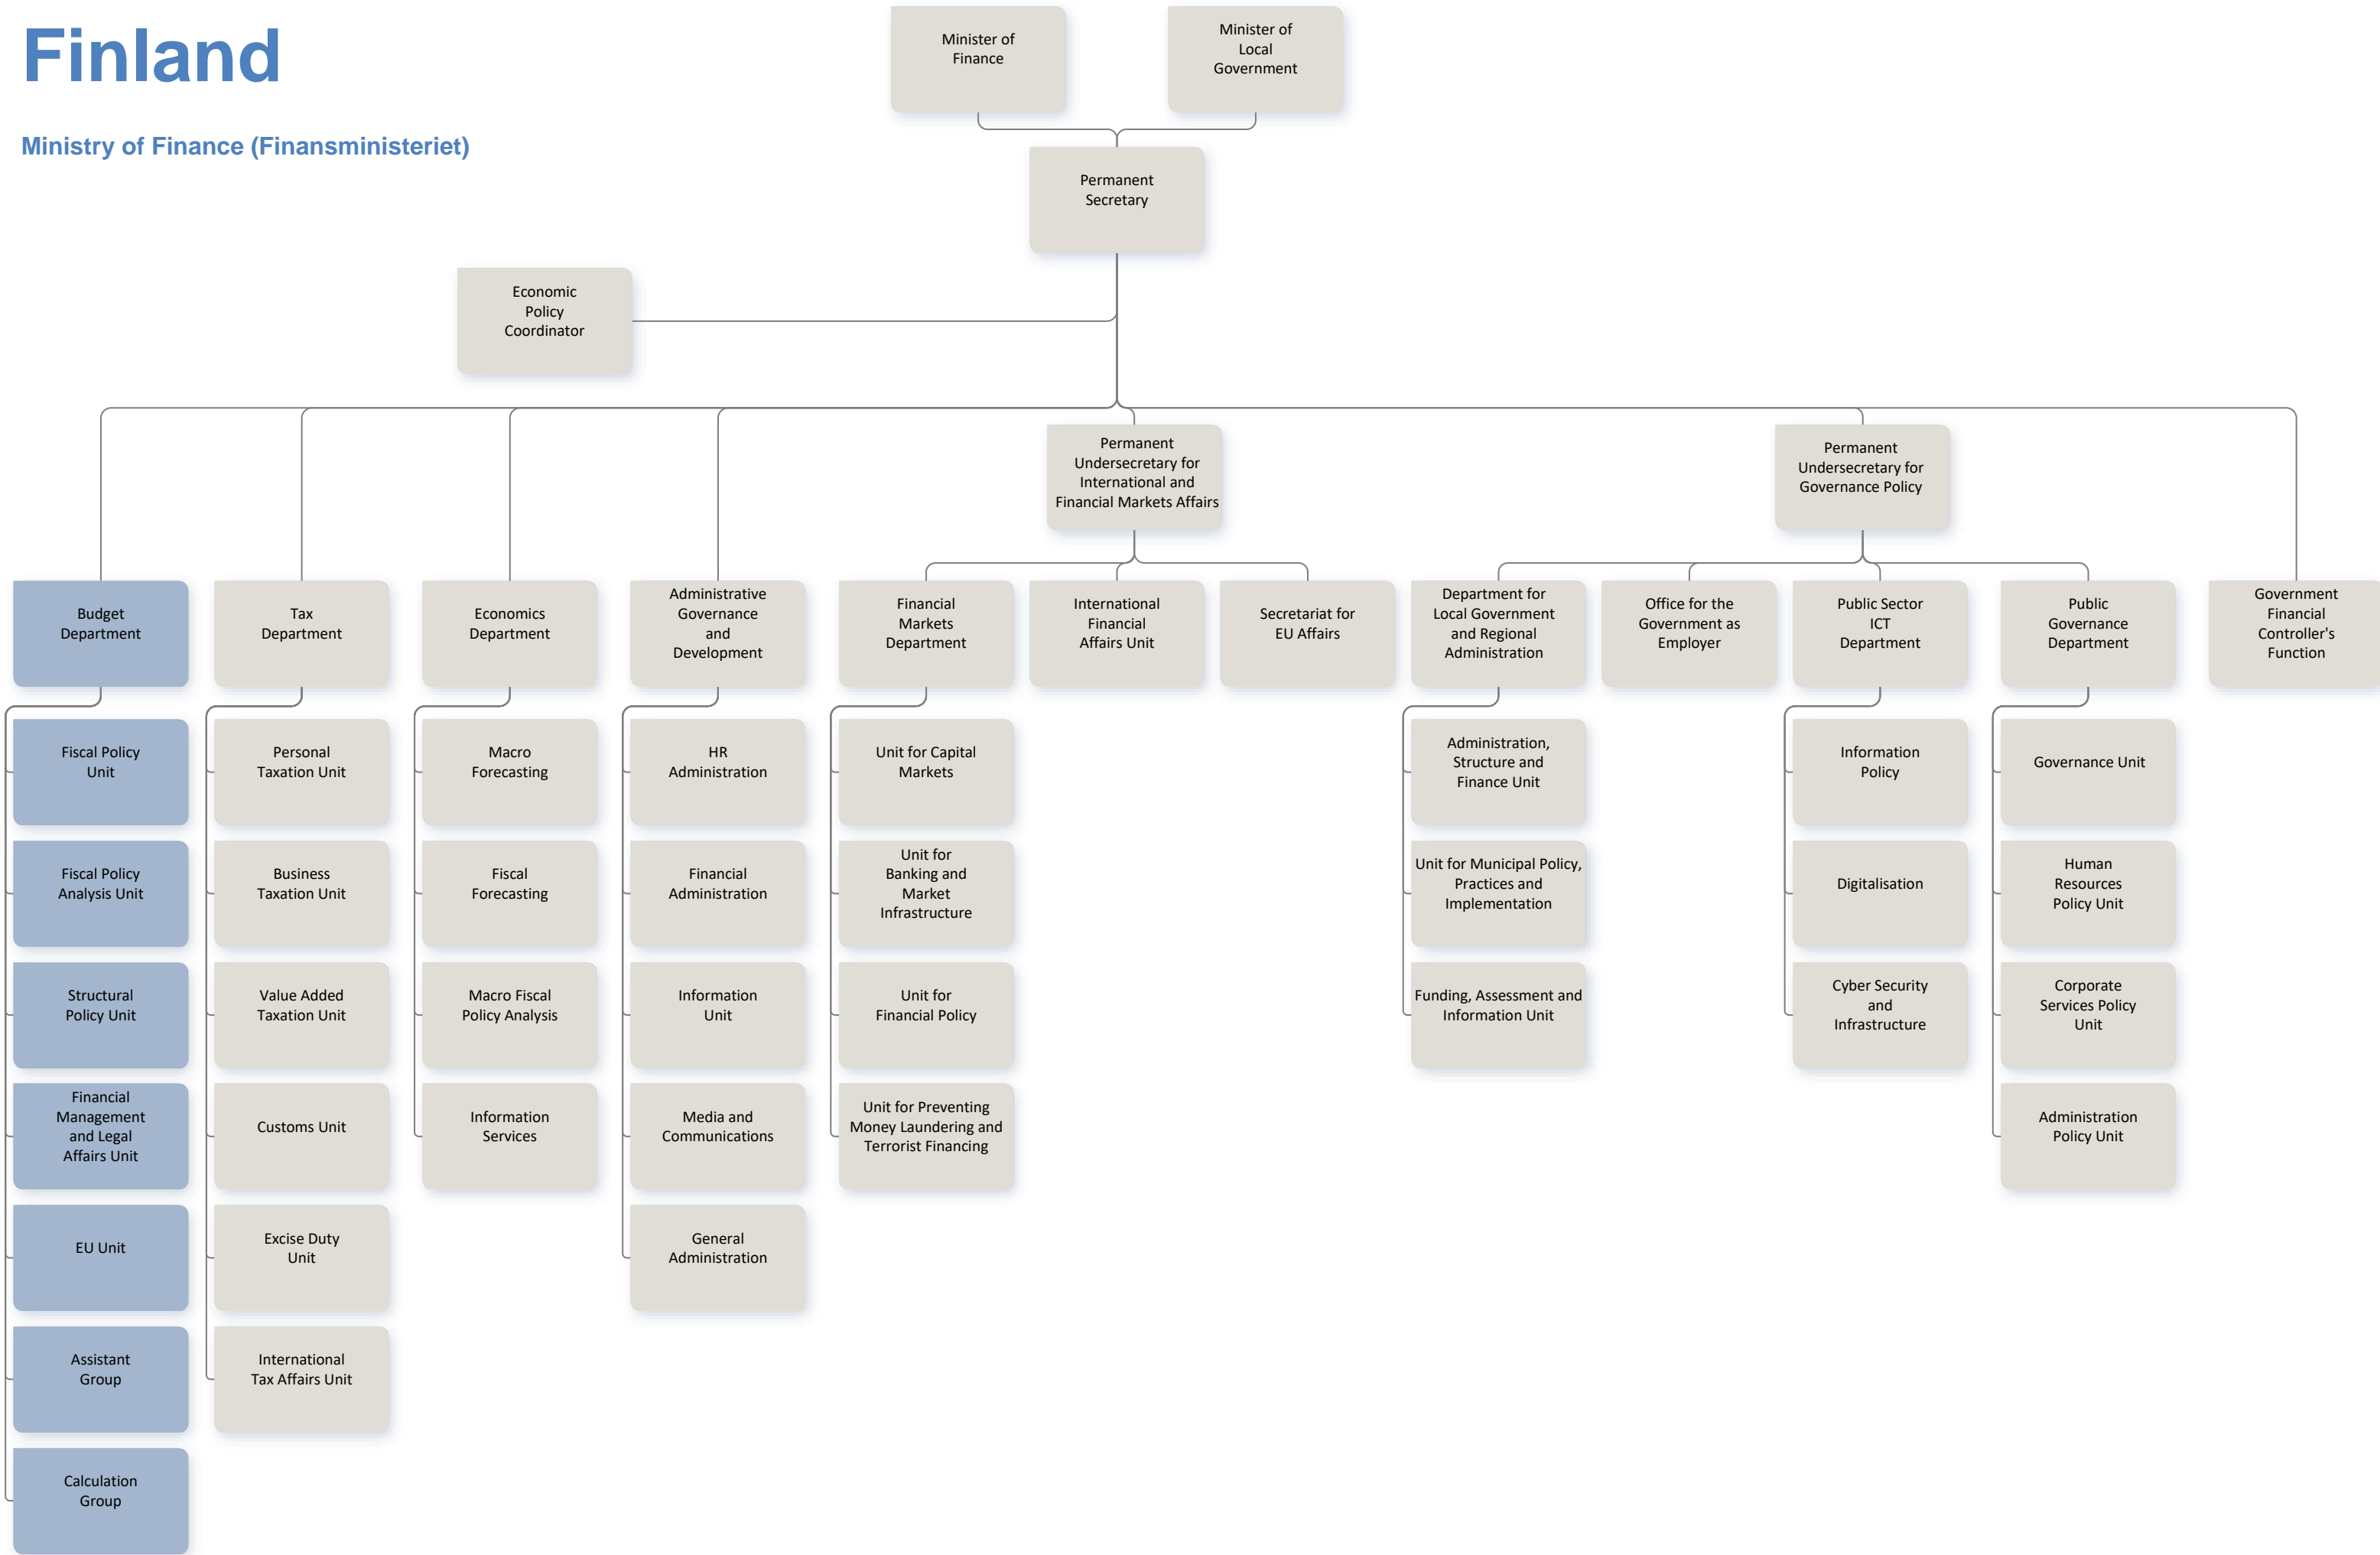 Finland
Ministry of Finance (Finansministeriet)
Minister of
Finance
Minister of
Local
Government
Permanent
Secretary
Economic
Policy
Coordinator
Permanent
Undersecretary for
International and
Financial Markets Affairs
Permanent
Undersecretary for
Governance Policy
Budget
Department
Tax
Department
Economics
Department
Administrative
Governance
and
Development
Financial
Markets
Department
International
Financial
Affairs Unit
Secretariat for
EU Affairs
Department for
Local Government
and Regional
Administration
Office for the
Government as
Employer
Public Sector
ICT
Department
Public
Governance
Department
Government
Financial
Controller's
Function
Fiscal Policy
Unit
Personal
Taxation Unit
Macro
Forecasting
HR
Administration
Unit for Capital
Markets
Administration,
Structure and
Finance Unit
Information
Policy
Governance Unit
Fiscal Policy
Analysis Unit
Business
Taxation Unit
Fiscal
Forecasting
Financial
Administration
Unit for
Banking and
Market
Infrastructure
Unit for Municipal Policy,
Practices and
Implementation
Digitalisation
Human
Resources
Policy Unit
Structural
Policy Unit
Value Added
Taxation Unit
Macro Fiscal
Policy Analysis
Information
Unit
Unit for
Financial Policy
Funding, Assessment and
Information Unit
Cyber Security
and
Infrastructure
Corporate
Services Policy
Unit
Financial
Management
and Legal
Affairs Unit
Customs Unit
Information
Services
Media and
Communications
Unit for Preventing
Money Laundering and
Terrorist Financing
Administration
Policy Unit
EU Unit
Excise Duty
Unit
General
Administration
Assistant
Group
International
Tax Affairs Unit
Calculation
Group